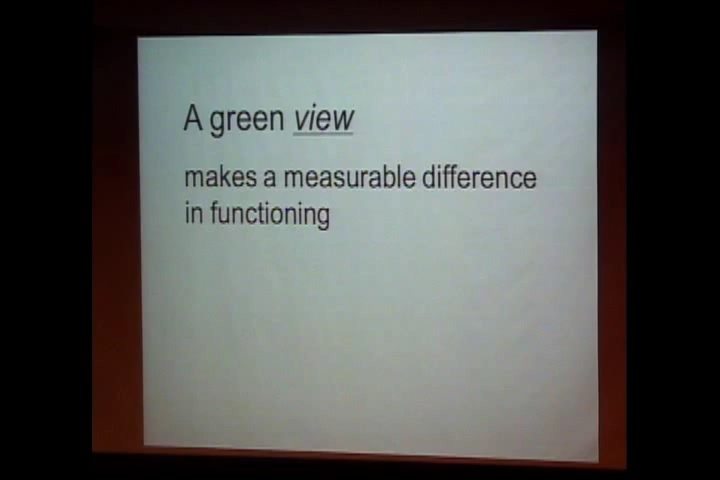 A green view
makes a measurable difference
in functioning